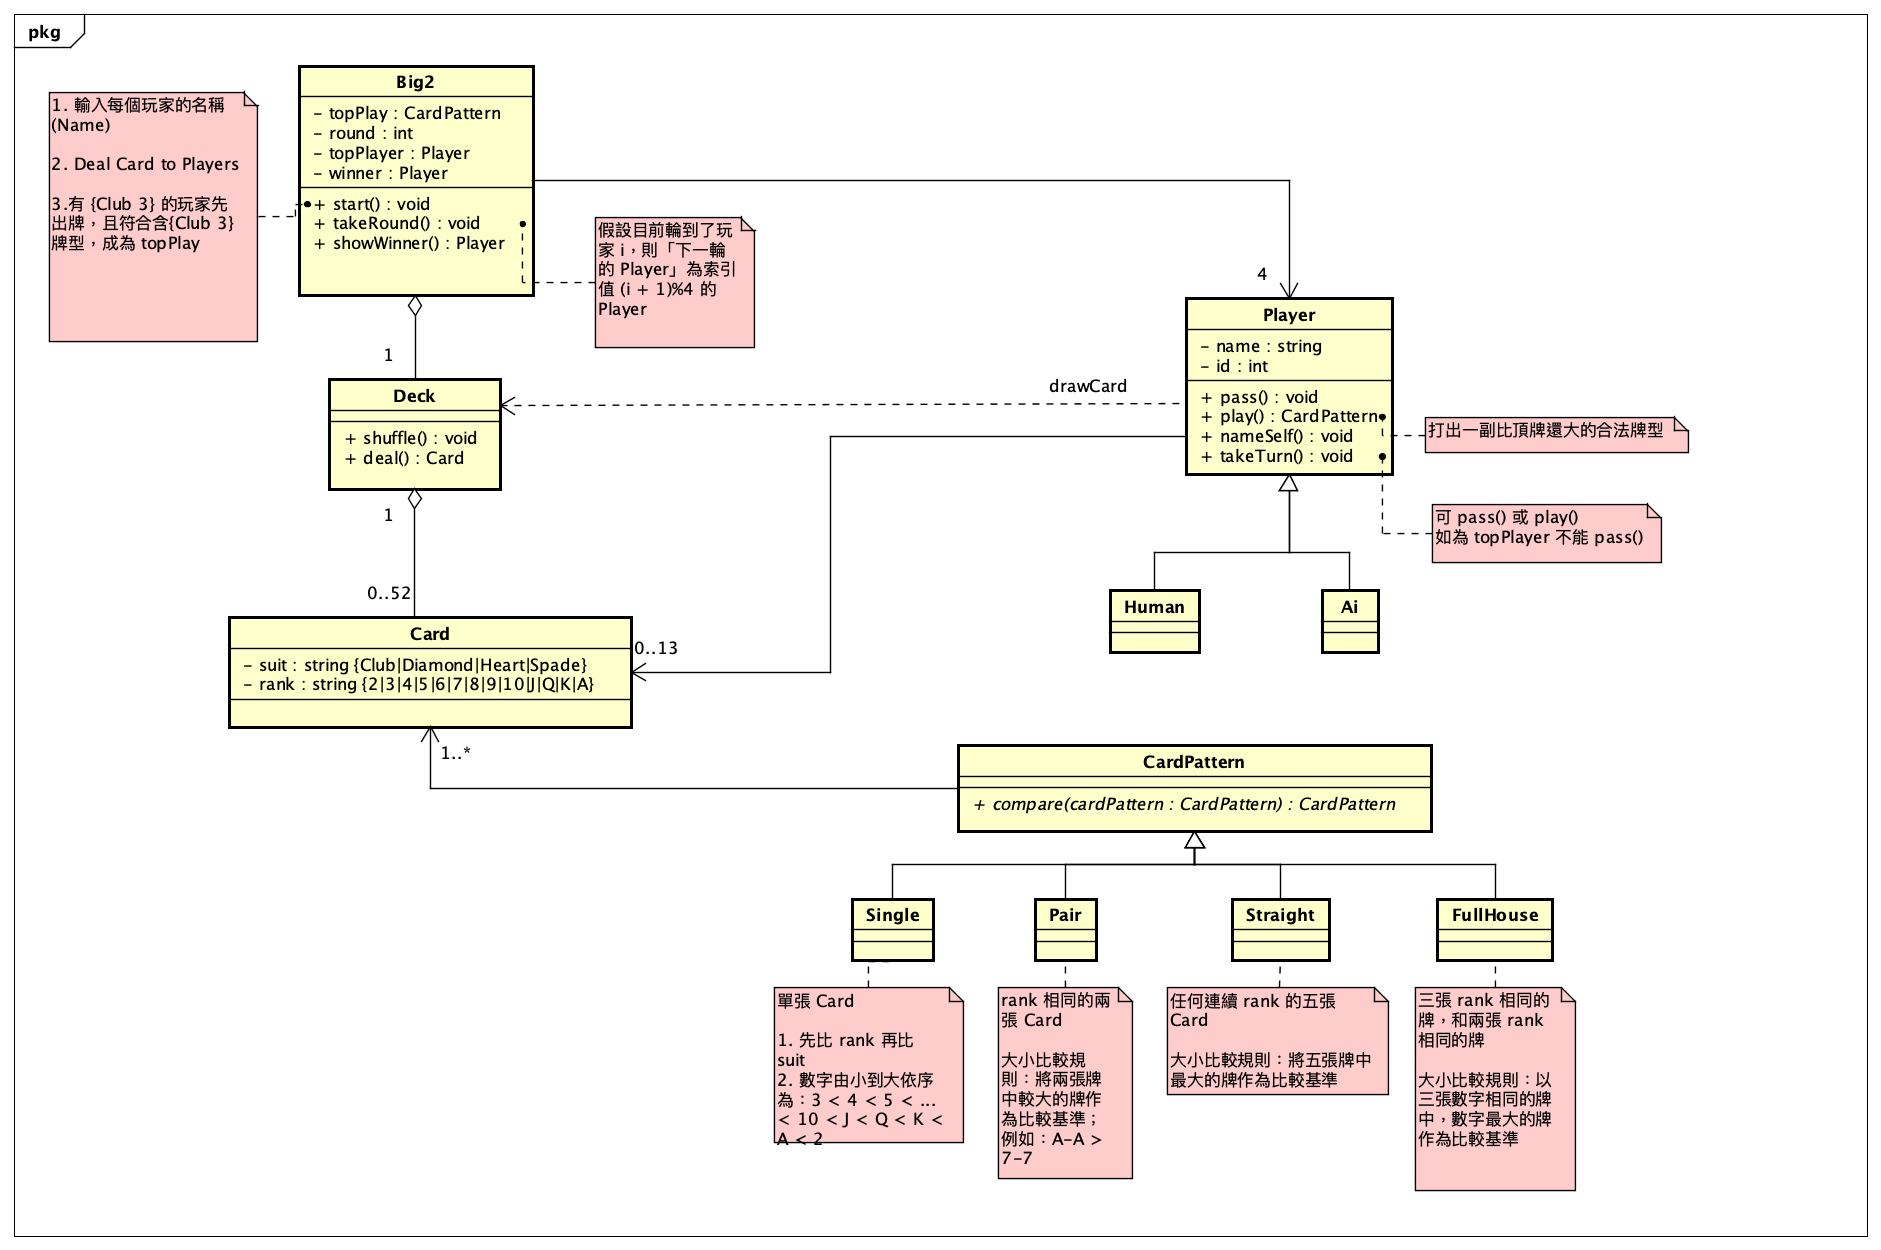 pkg
Big2
- topPlay : CardPattern
- round : int
- topPlayer : Player
- winner : Player
+ start() : void
+ takeRound() : void
+ showWinner() : Player
1. 輸入每個玩家的名稱
(Name)
2. Deal Card to Players
3.有 {Club 3} 的玩家先
出牌，且符合含{Club 3}
牌型，成為 topPlay
假設目前輪到了玩
家 i，則「下一輪
的 Player」為索引
值 (i + 1)%4 的
Player
4
Player
- name : string
- id : int
+ pass() : void
+ play() : CardPattern
+ nameSelf() : void
+ takeTurn() : void
打出一副比頂牌還大的合法牌型
可 pass() 或 play()
如為 topPlayer 不能 pass()
1
Deck
+ shuffle() : void
+ deal() : Card
drawCard
1
0..52
Human
Ai
Card
- suit : string {Club|Diamond|Heart|Spade}
- rank : string {2|3|4|5|6|7|8|9|10|J|Q|K|A}
0..13
1..*
CardPattern
+ compare(cardPattern : CardPattern) : CardPattern
Single
Pair
Straight
FullHouse
單張 Card
1. 先比 rank 再比
suit
2. 數字由小到大依序
為：3 < 4 < 5 < ...
< 10 < J < Q < K <
A < 2
rank 相同的兩
張 Card
大小比較規
則：將兩張牌
中較大的牌作
為比較基準；
例如：A-A >
7-7
任何連續 rank 的五張
Card
大小比較規則：將五張牌中
最大的牌作為比較基準
三張 rank 相同的
牌，和兩張 rank
相同的牌
大小比較規則：以
三張數字相同的牌
中，數字最大的牌
作為比較基準